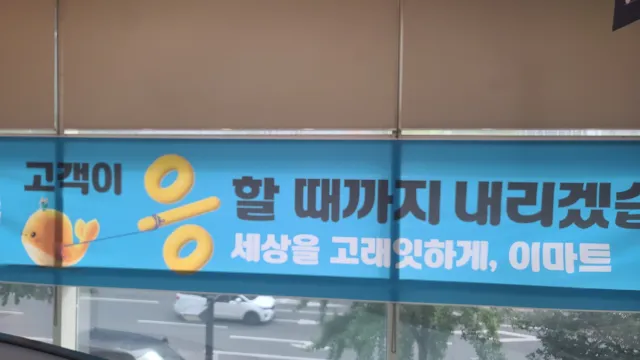 고객이 응 할 때까지 내리겠습
세상을 고래잇하게, 이마트